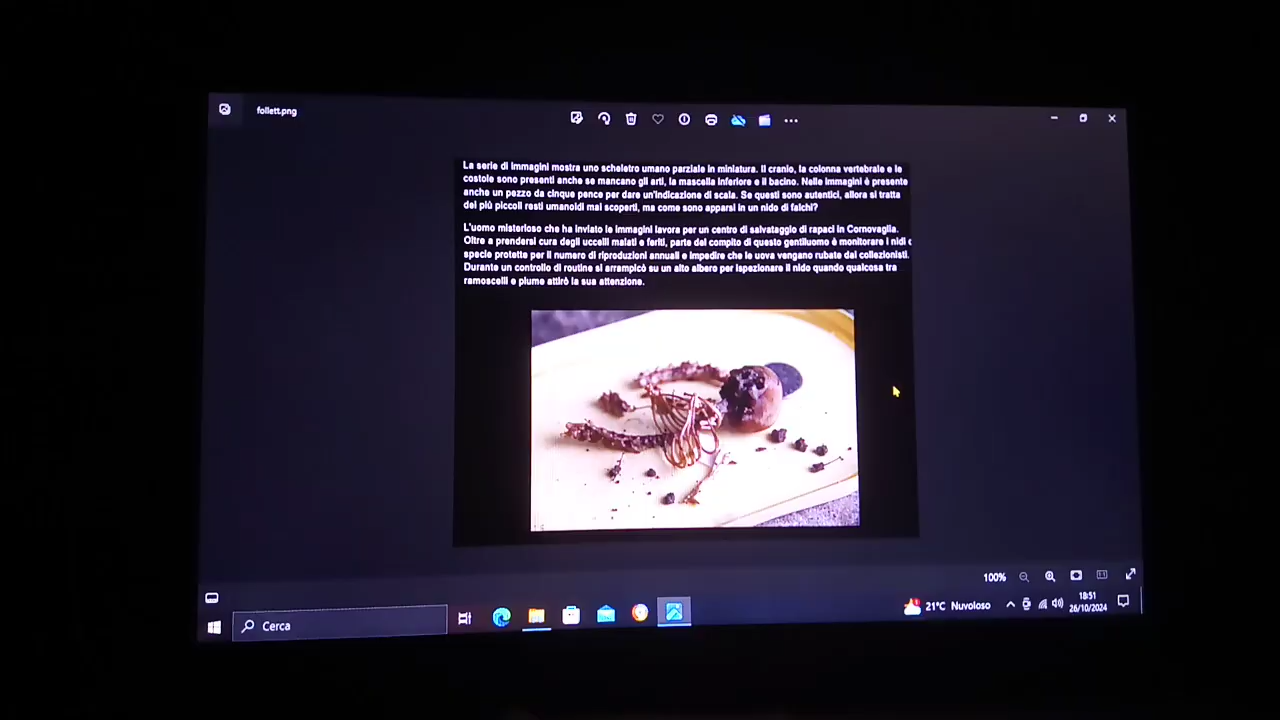 follett.png
La serie di immagini mostra uno scheletro umano parziale in miniatura. Il cranio, la colonna vertebrale e le
costole sono presenti anche se mancano gli arti, la mascella inferiore e il bacino. Nelle immagini è presente
anche un pezzo da cinque pence per dare un'indicazione di scala. Se questi sono autentici, allora si tratta
dei più piccoli resti umanoidi mai scoperti, ma come sono apparsi in un nido di falchi?
L'uomo misterioso che ha inviato le immagini lavora per un centro di salvataggio di rapaci in Cornovaglia.
Oltre a prendersi cura degli uccelli malati e feriti, parte del compito di questo gentiluomo è monitorare i nidi
specie protette per il numero di riproduzioni annuali e impedire che le uova vengano rubate dai collezionisti.
Durante un controllo di routine si arrampicò su un alto albero per ispezionare il nido quando qualcosa tra
ramoscelli e piume attirò la sua attenzione.
100%
Cerca
21°C Nuvoloso
18:51
26/10/2024